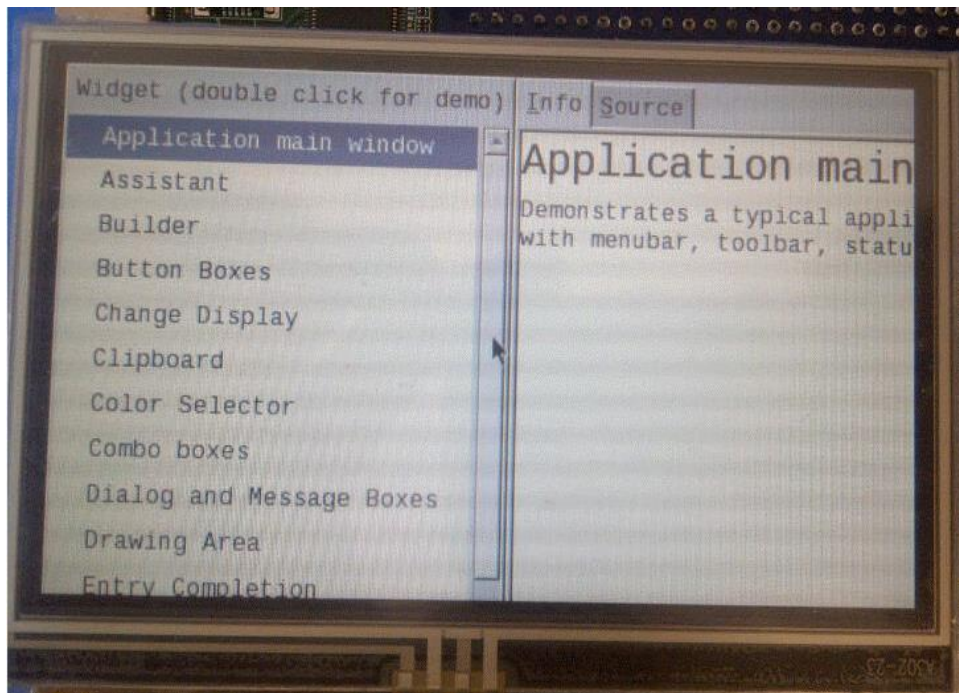 Widget (double click for demo)
Application main window
Assistant
Builder
Button Boxes
Change Display
Clipboard
Color Selector
Combo boxes
Dialog and Message Boxes
Drawing Area
Entry Completion
Info Source
Application main
Demonstrates a typical appli
with menubar, toolbar, statu